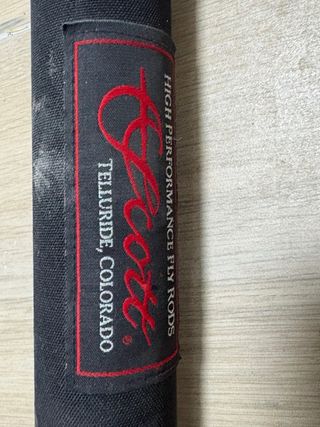 HIGH PERFORMANCE FLY RODS
Scott®
TELLURIDE, COLORADO